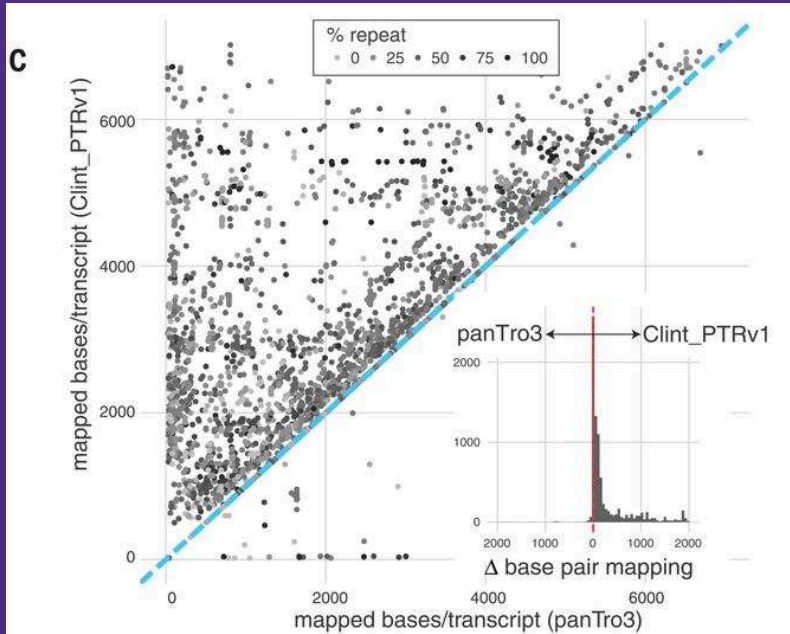 c
% repeat
0 25 50 75 100
mapped bases/transcript (Clint_PTRv1)
6000
4000
2000
0
panTro3
Clint_PTRv1
2000
1000
0
2000 1000 0 1000 2000
Δ base pair mapping
0 2000 4000 6000
mapped bases/transcript (panTro3)